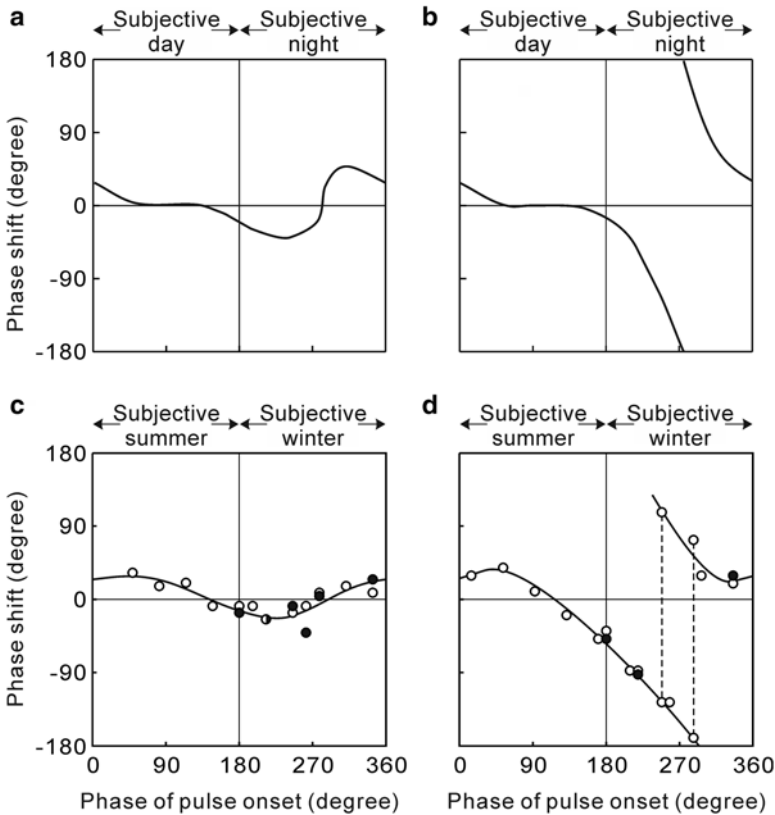 a
Subjective
day
Subjective
night
b
Subjective
day
Subjective
night
180
90
0
-90
-180
Phase shift (degree)
c
Subjective
summer
Subjective
winter
d
Subjective
summer
Subjective
winter
180
90
0
-90
-180
Phase shift (degree)
0 90 180 270 360
0 90 180 270 360
Phase of pulse onset (degree)
Phase of pulse onset (degree)